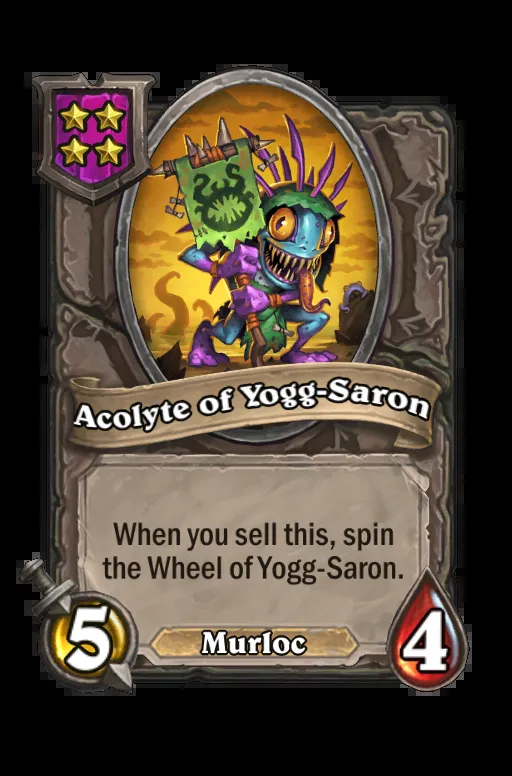 Acolyte of Yogg-Saron
When you sell this, spin
the Wheel of Yogg-Saron.
5
Murloc
4